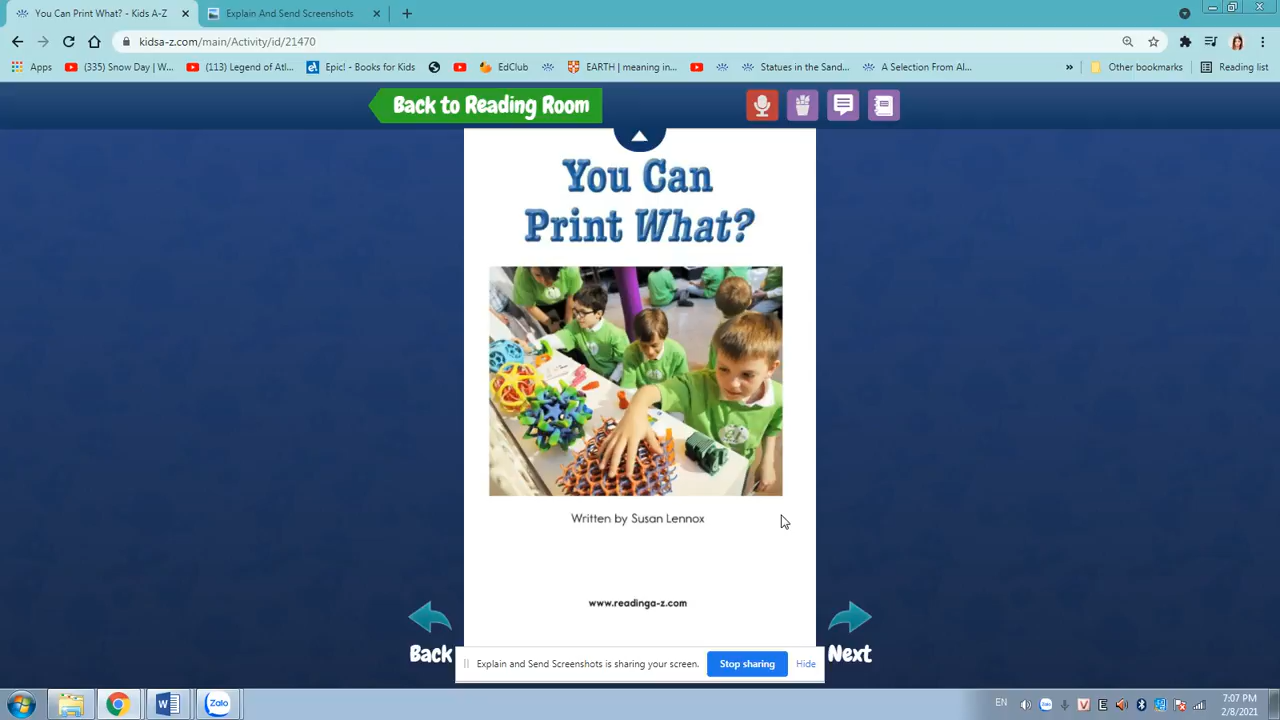 You Can Print What? - Kids A-Z
Explain And Send Screenshots
kidsa-z.com/main/Activity/id/21470
Apps
(335) Snow Day | W...
(113) Legend of Atl...
Epic! - Books for Kids
EdClub
EARTH | meaning in...
Statues in the Sand...
A Selection From Al...
»
Other bookmarks
Reading list
Back to Reading Room
You Can
Print What?
Written by Susan Lennox
www.readinga-z.com
Back
Next
Explain and Send Screenshots is sharing your screen.
Stop sharing
Hide
Zalo
EN
7:07 PM
2/8/2021